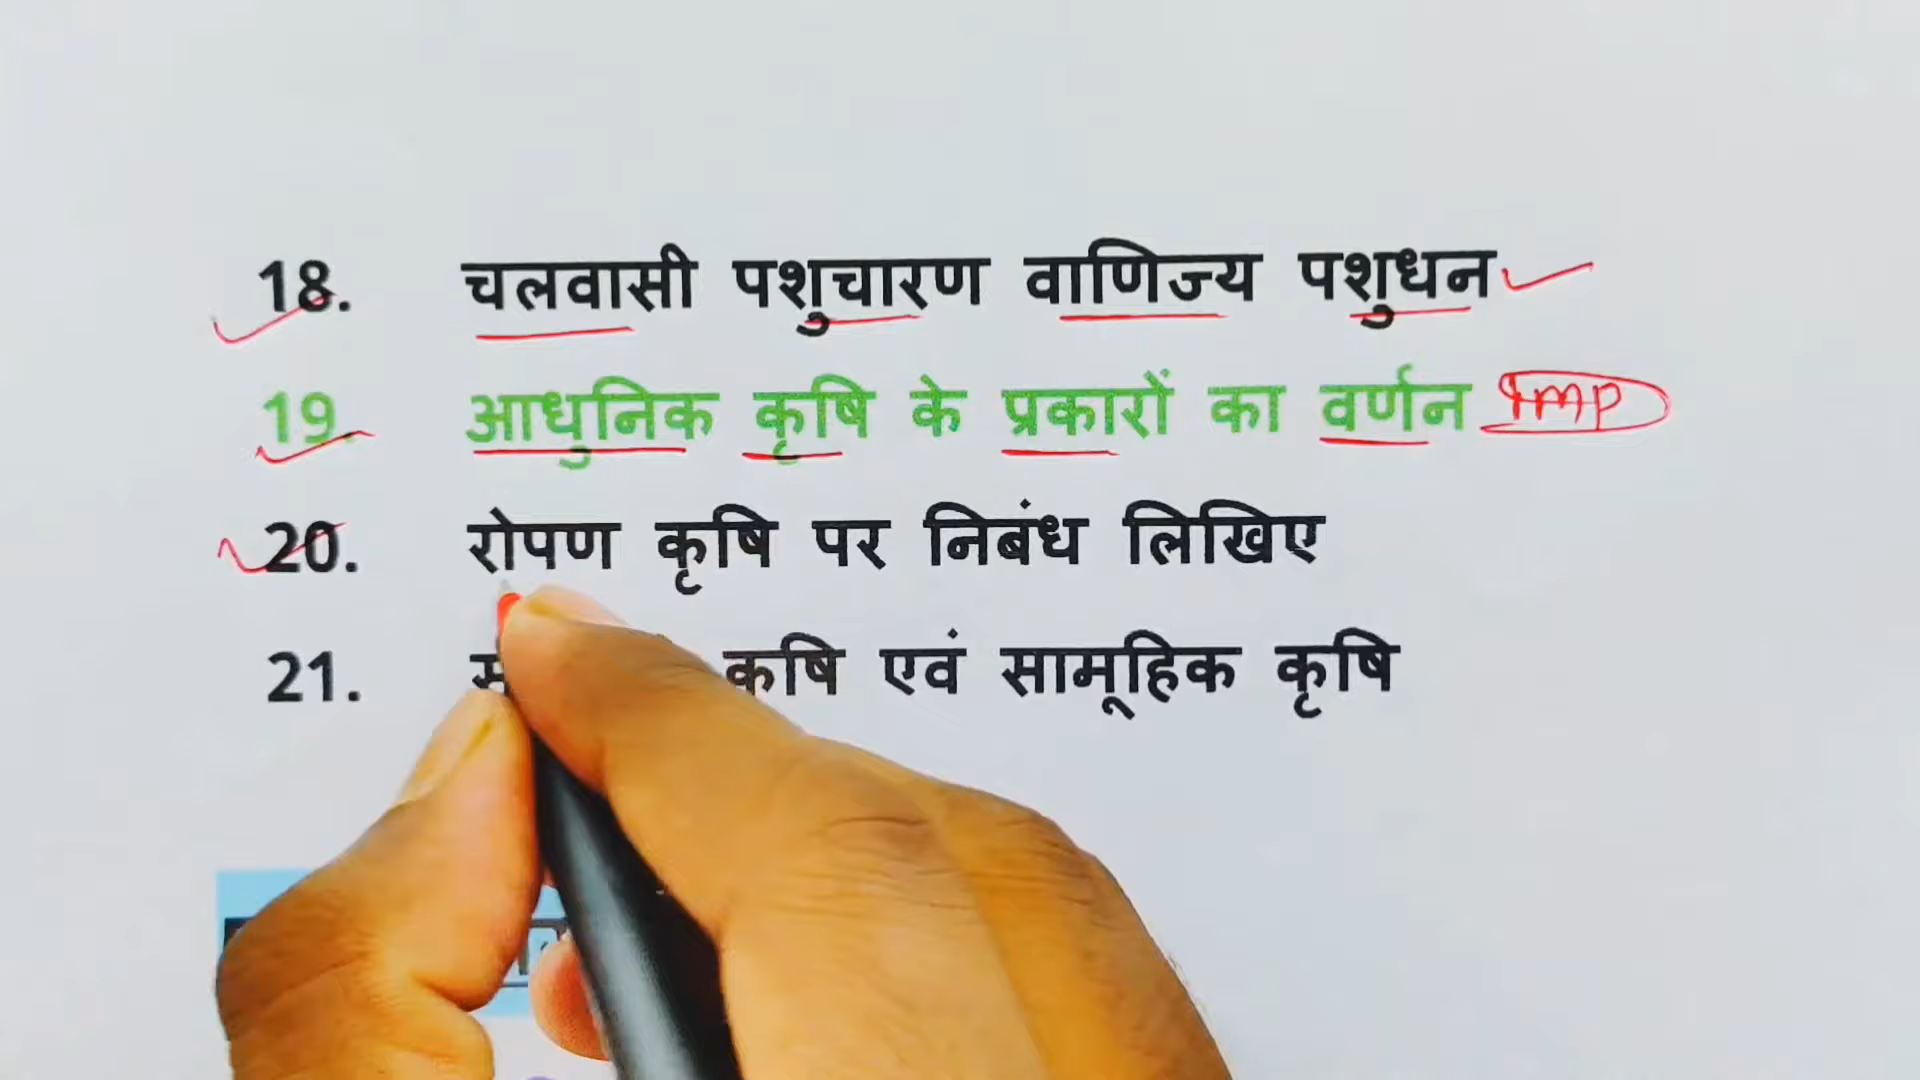 18. चलवासी पशुचारण वाणिज्य पशुधन
19. आधुनिक कृषि के प्रकारों का वर्णन Imp
20. रोपण कृषि पर निबंध लिखिए
21. कृषि एवं सामूहिक कृषि